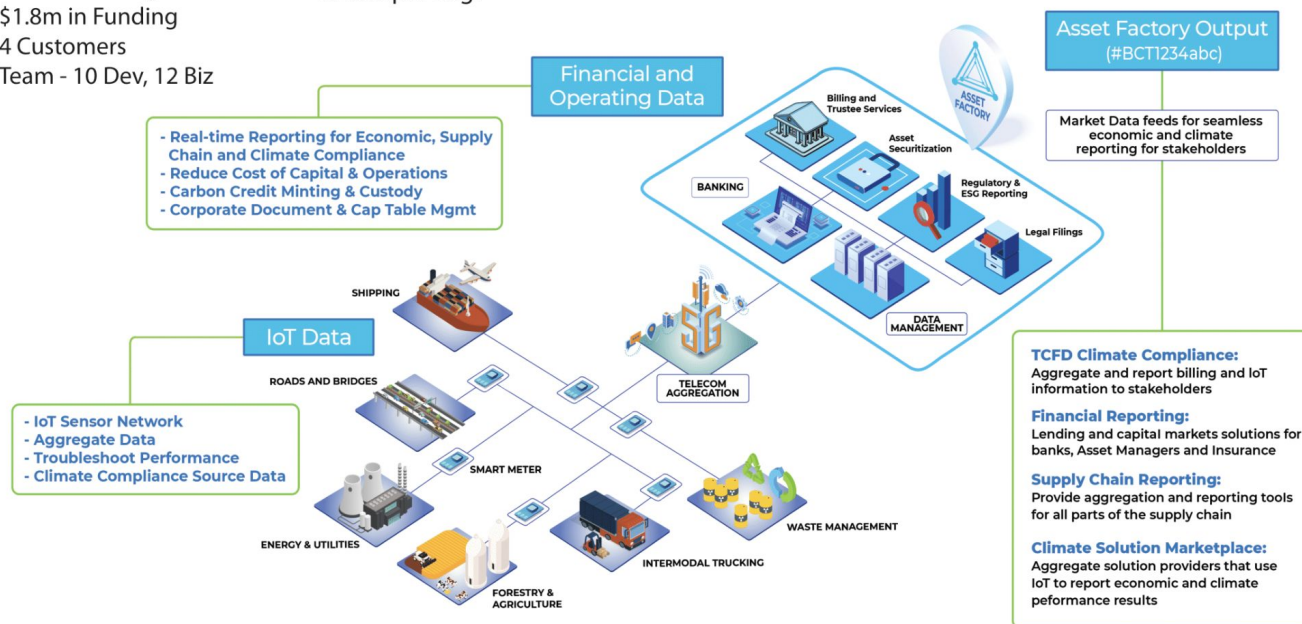 $1.8m in Funding
4 Customers
Team - 10 Dev, 12 Biz
Financial and
Operating Data
- Real-time Reporting for Economic, Supply
Chain and Climate Compliance
- Reduce Cost of Capital & Operations
- Carbon Credit Minting & Custody
- Corporate Document & Cap Table Mgmt
Billing and
Trustee Services
Asset
Securitization
BANKING
Regulatory &
ESG Reporting
Legal Filings
DATA
MANAGEMENT
ASSET
FACTORY
Asset Factory Output
(#BCT1234abc)
Market Data feeds for seamless
economic and climate
reporting for stakeholders
IoT Data
- IoT Sensor Network
- Aggregate Data
- Troubleshoot Performance
- Climate Compliance Source Data
SHIPPING
ROADS AND BRIDGES
5G
TELECOM
AGGREGATION
SMART METER
ENERGY & UTILITIES
FORESTRY &
AGRICULTURE
INTERMODAL TRUCKING
WASTE MANAGEMENT
TCFD Climate Compliance:
Aggregate and report billing and IoT
information to stakeholders
Financial Reporting:
Lending and capital markets solutions for
banks, Asset Managers and Insurance
Supply Chain Reporting:
Provide aggregation and reporting tools
for all parts of the supply chain
Climate Solution Marketplace:
Aggregate solution providers that use
IoT to report economic and climate
peformance results